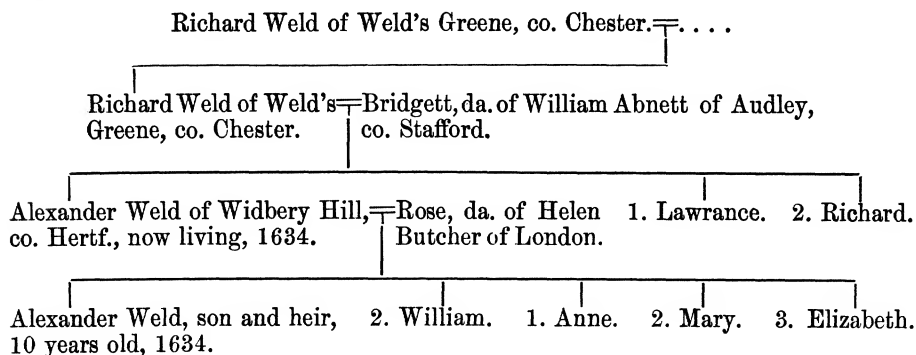 Richard Weld of Weld's Greene, co. Chester.=. . . .
Richard Weld of Weld's=Bridgett, da. of William Abnett of Audley,
Greene, co. Chester. co. Stafford.
Alexander Weld of Widbery Hill,=Rose, da. of Helen 1. Lawrance. 2. Richard.
co. Hertf., now living, 1634. Butcher of London.
Alexander Weld, son and heir, 2. William. 1. Anne. 2. Mary. 3. Elizabeth.
10 years old, 1634.